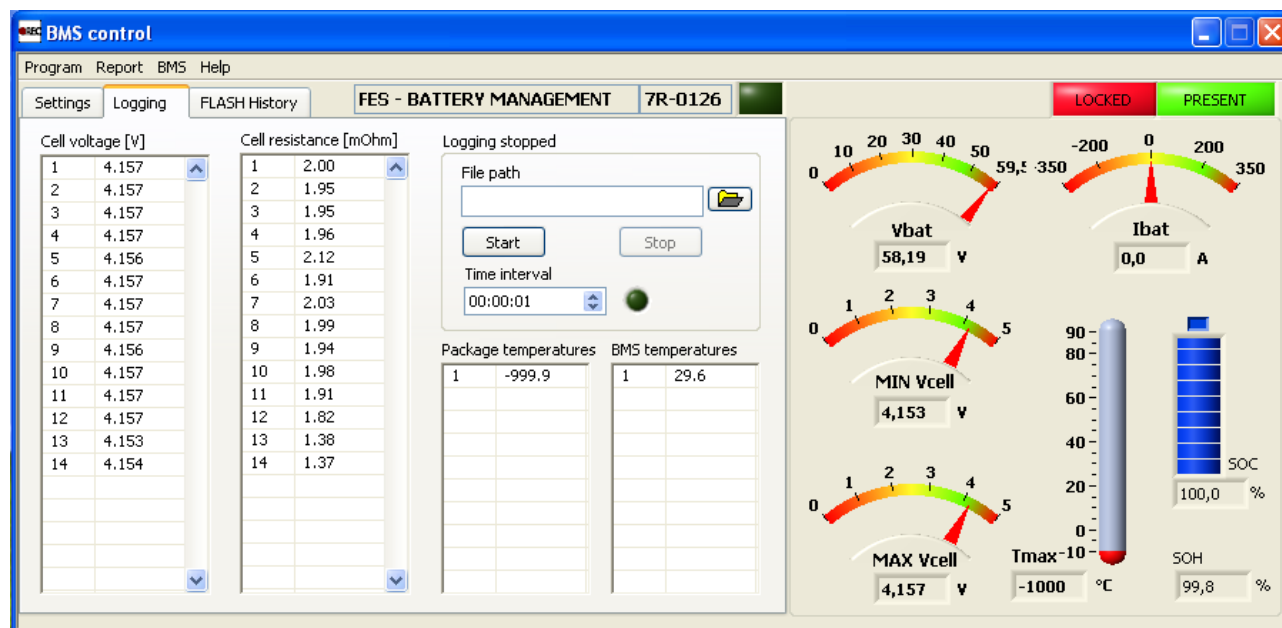 REC BMS control
Program Report BMS Help
Settings Logging FLASH History FES - BATTERY MANAGEMENT 7R-0126 LOCKED PRESENT
Cell voltage [V]
1 4.157
2 4.157
3 4.157
4 4.157
5 4.156
6 4.157
7 4.157
8 4.157
9 4.156
10 4.157
11 4.157
12 4.157
13 4.153
14 4.154
Cell resistance [mOhm]
1 2.00
2 1.95
3 1.95
4 1.96
5 2.12
6 1.91
7 2.03
8 1.99
9 1.94
10 1.98
11 1.91
12 1.82
13 1.38
14 1.37
Logging stopped
File path
Start Stop
Time interval
00:00:01
Package temperatures
1 -999.9
BMS temperatures
1 29.6
0 10 20 30 40 50 59,5
Vbat
58,19 V
-350 -200 0 200 350
Ibat
0,0 A
0 1 2 3 4 5
MIN Vcell
4,153 V
0 1 2 3 4 5
MAX Vcell
4,157 V
90
80
60
40
20
0
-10
Tmax
-1000 °C
SOC
100,0 %
SOH
99,8 %